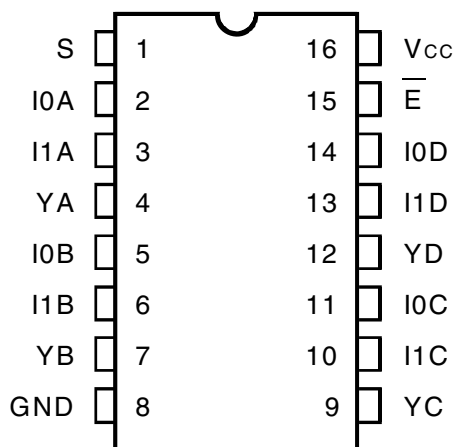 S 1 16 Vcc
I0A 2 15 E̅
I1A 3 14 I0D
YA 4 13 I1D
I0B 5 12 YD
I1B 6 11 I0C
YB 7 10 I1C
GND 8 9 YC